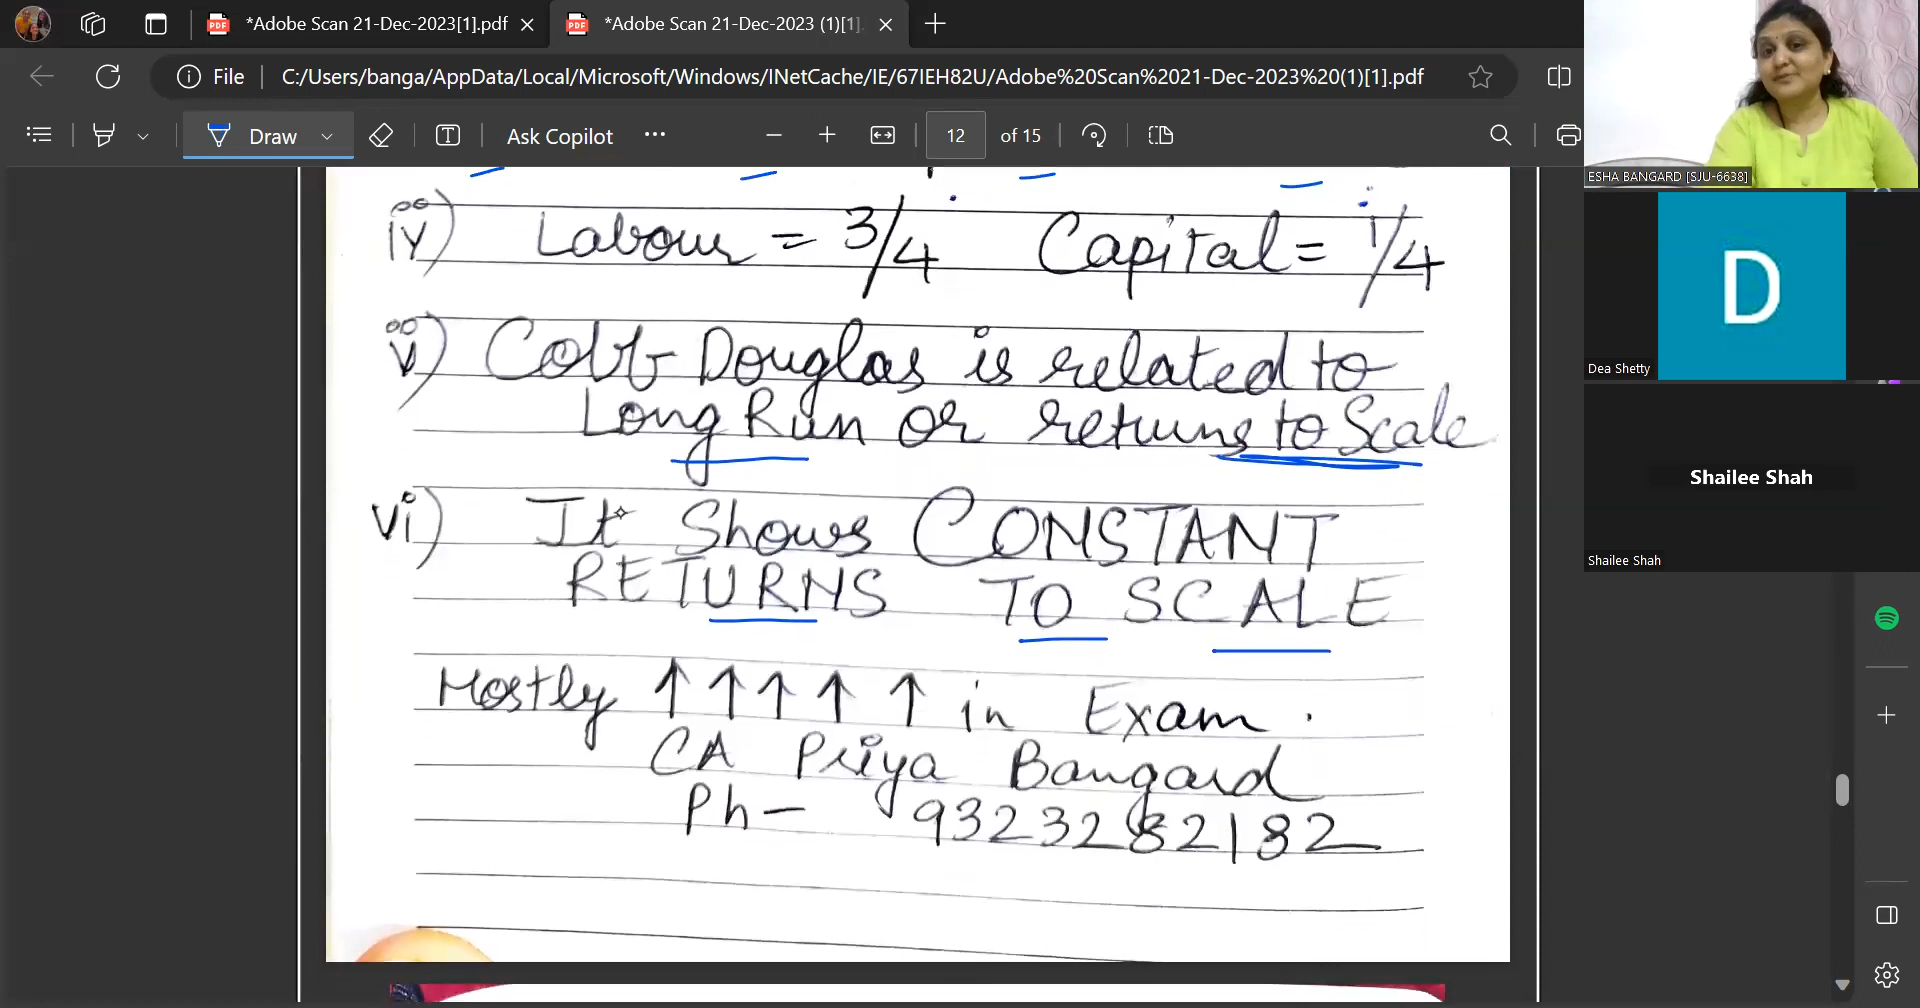 *Adobe Scan 21-Dec-2023[1].pdf
*Adobe Scan 21-Dec-2023 (1)[1].
File
C:/Users/banga/AppData/Local/Microsoft/Windows/INetCache/IE/67IEH82U/Adobe%20Scan%2021-Dec-2023%20(1)[1].pdf
Draw
Ask Copilot
12 of 15
iv) Labour = 3/4 Capital = 1/4
v) Cobb-Douglas is related to
Long Run or returns to Scale
vi) It Shows CONSTANT
RETURNS TO SCALE
Mostly ↑ ↑ ↑ ↑ ↑ in Exam.
CA Priya Bangard
Ph - 9323282182
ESHA BANGARD [SJU-6638]
D
Dea Shetty
Shailee Shah
Shailee Shah